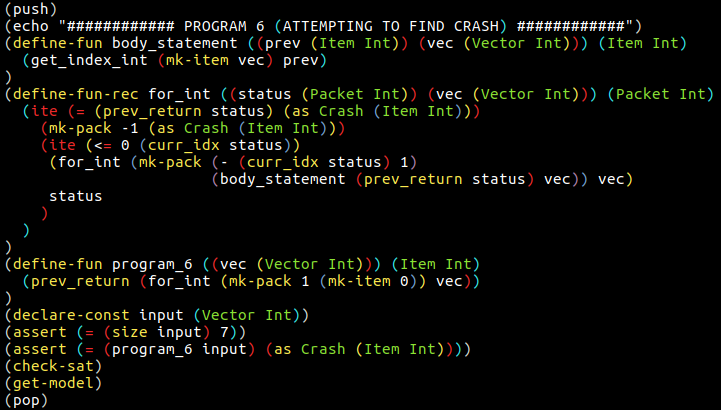 (push)
(echo "############ PROGRAM 6 (ATTEMPTING TO FIND CRASH) ############")
(define-fun body_statement ((prev (Item Int)) (vec (Vector Int))) (Item Int)
  (get_index_int (mk-item vec) prev)
)
(define-fun-rec for_int ((status (Packet Int)) (vec (Vector Int))) (Packet Int)
  (ite (= (prev_return status) (as Crash (Item Int)))
    (mk-pack -1 (as Crash (Item Int)))
    (ite (<= 0 (curr_idx status))
     (for_int (mk-pack (- (curr_idx status) 1)
                       (body_statement (prev_return status) vec)) vec)
     status
    )
  )
)
(define-fun program_6 ((vec (Vector Int))) (Item Int)
  (prev_return (for_int (mk-pack 1 (mk-item 0)) vec))
)
(declare-const input (Vector Int))
(assert (= (size input) 7))
(assert (= (program_6 input) (as Crash (Item Int))))
(check-sat)
(get-model)
(pop)